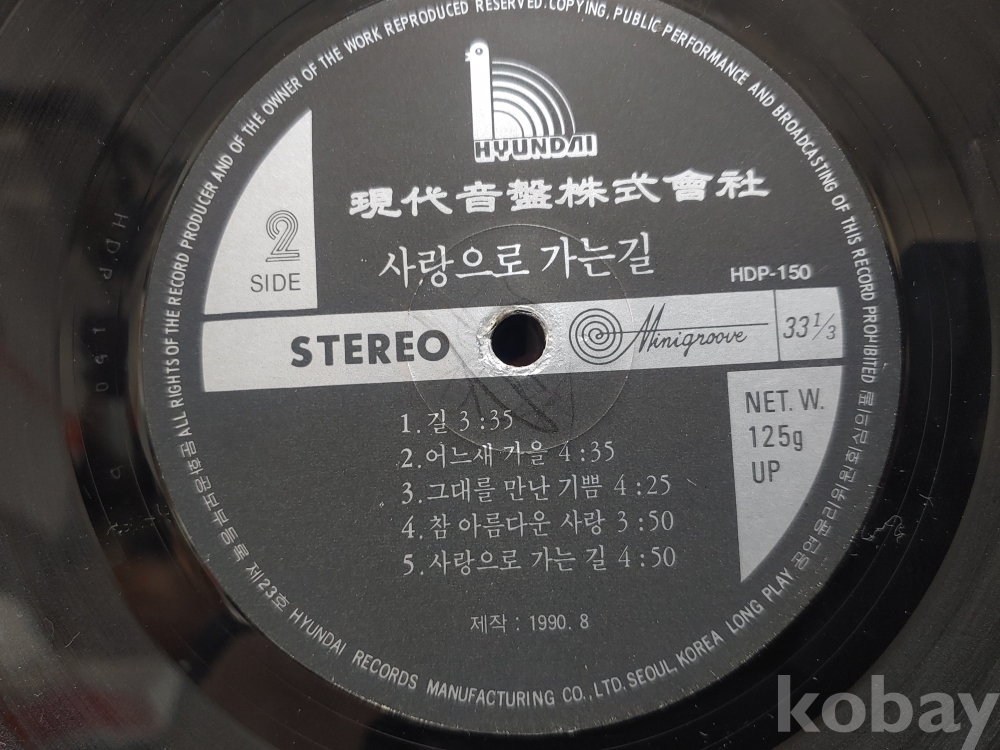 ALL RIGHTS OF THE RECORD PRODUCER AND OF THE OWNER OF THE WORK REPRODUCED RESERVED. COPYING, PUBLIC PERFORMANCE AND BROADCASTING OF THIS RECORD PROHIBITED
HYUNDAI
現代音盤株式會社
사랑으로 가는길
2
SIDE
HDP-150
STEREO
Minigroove
33 1/3
NET. W.
125g
UP
1. 길 3:35
2. 어느새 가을 4:35
3. 그대를 만난 기쁨 4:25
4. 참 아름다운 사랑 3:50
5. 사랑으로 가는 길 4:50
제작 : 1990. 8
문화공보부등록 제23호 HYUNDAI RECORDS MANUFACTURING CO., LTD. SEOUL, KOREA LONG PLAY 공연윤리위원회심의필
kobay